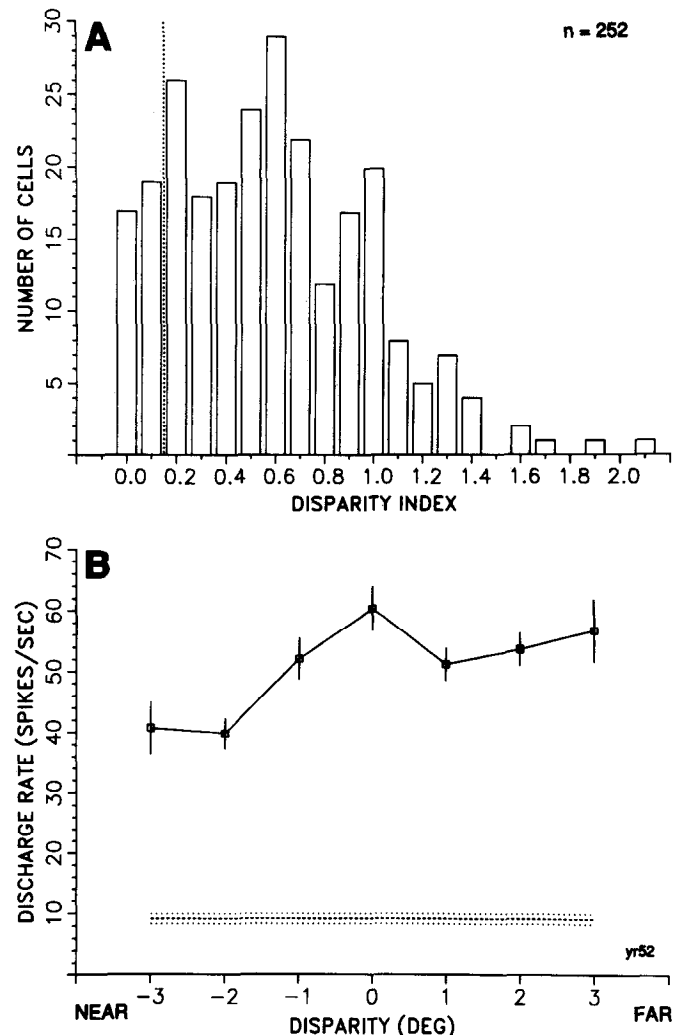 A
n = 252
30
25
20
15
10
5
NUMBER OF CELLS
0.0 0.2 0.4 0.6 0.8 1.0 1.2 1.4 1.6 1.8 2.0
DISPARITY INDEX
B
70
60
50
40
30
20
10
DISCHARGE RATE (SPIKES/SEC)
yr52
NEAR −3 −2 −1 0 1 2 3 FAR
DISPARITY (DEG)